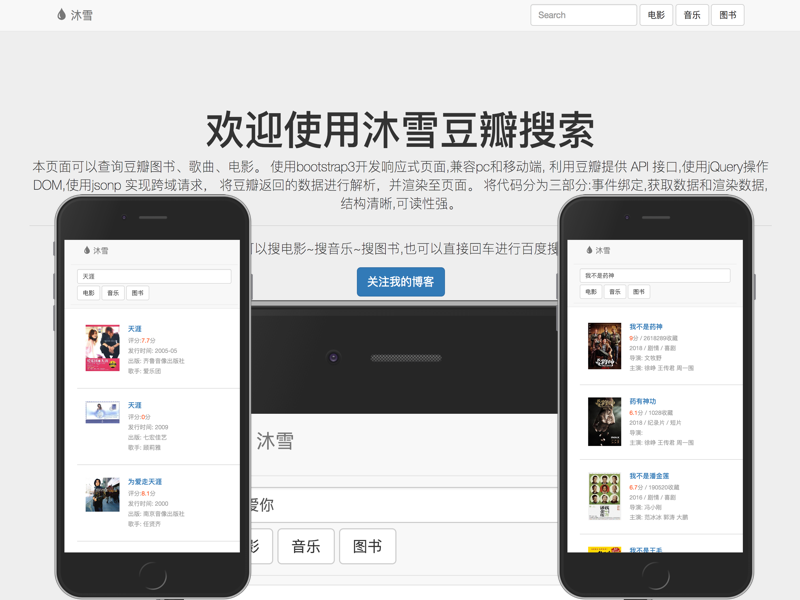 沐雪
Search
电影
音乐
图书
欢迎使用沐雪豆瓣搜索
本页面可以查询豆瓣图书、歌曲、电影。 使用bootstrap3开发响应式页面,兼容pc和移动端, 利用豆瓣提供 API 接口,使用jQuery操作
DOM,使用jsonp 实现跨域请求， 将豆瓣返回的数据进行解析，并渲染至页面。 将代码分为三部分:事件绑定,获取数据和渲染数据,
结构清晰,可读性强。
可以搜电影~搜音乐~搜图书,也可以直接回车进行百度搜
关注我的博客
沐雪
天涯
电影
音乐
图书
天涯
评分:7.7分
发行时间: 2005-05
出版: 齐鲁音像出版社
歌手: 爱乐团
天涯
评分:0分
发行时间: 2009
出版: 七宏佳艺
歌手: 顾莉雅
为爱走天涯
评分:8.1分
发行时间: 2000
出版: 南京音像出版社
歌手: 任贤齐
沐雪
爱你
影
音乐
图书
沐雪
我不是药神
电影
音乐
图书
我不是药神
9分 / 2618289收藏
2018 / 剧情 / 喜剧
导演: 文牧野
主演: 徐峥 王传君 周一围
药有神功
6.1分 / 1028收藏
2018 / 纪录片 / 短片
导演:
主演: 徐峥 王传君 周一围
我不是潘金莲
6.7分 / 190520收藏
2016 / 剧情 / 喜剧
导演: 冯小刚
主演: 范冰冰 郭涛 大鹏
我不是王毛